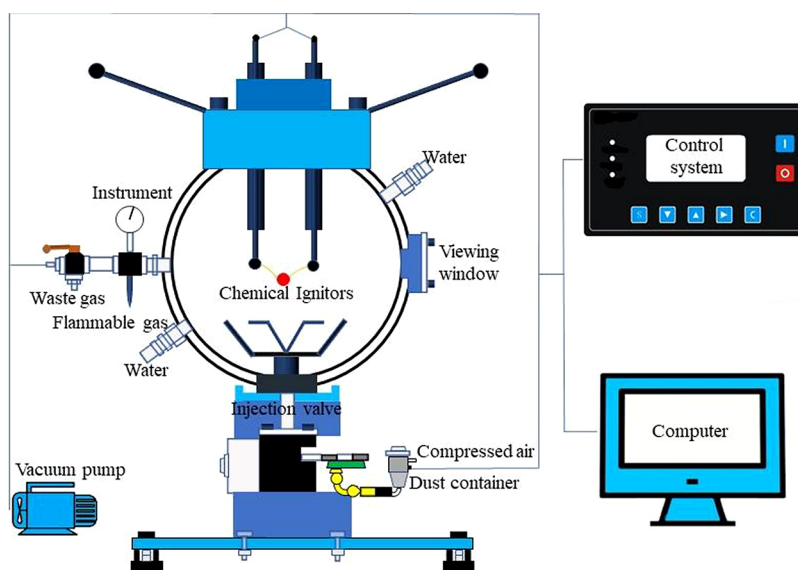 Water
Control
system
Instrument
Viewing
window
Waste gas
Chemical Ignitors
Flammable gas
Water
Injection valve
Compressed air
Computer
Vacuum pump
Dust container
S
C